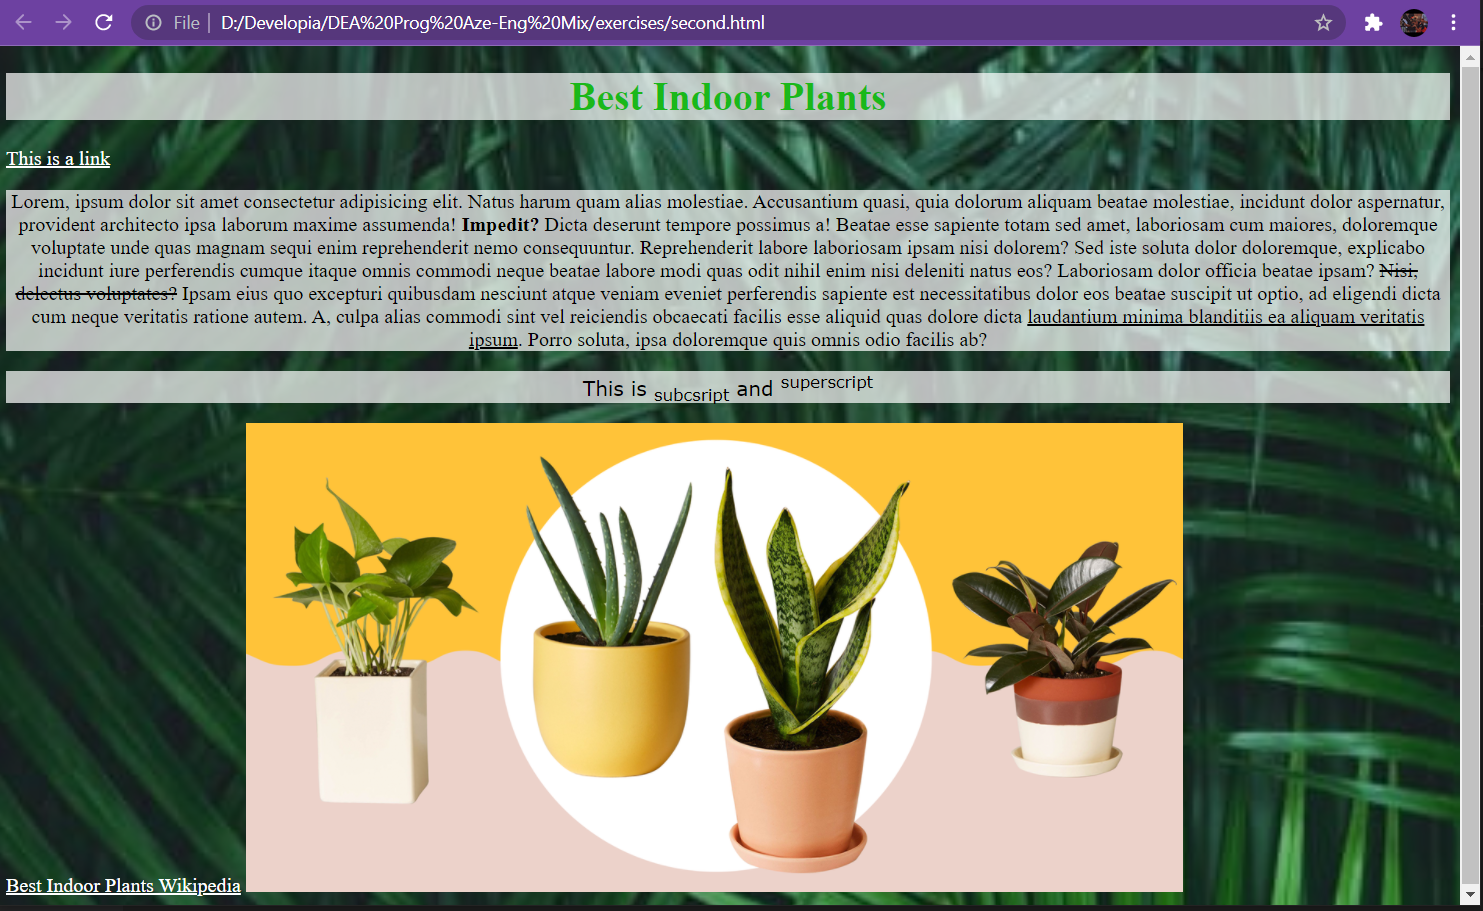 File | D:/Developia/DEA%20Prog%20Aze-Eng%20Mix/exercises/second.html
Best Indoor Plants
This is a link
Lorem, ipsum dolor sit amet consectetur adipisicing elit. Natus harum quam alias molestiae. Accusantium quasi, quia dolorum aliquam beatae molestiae, incidunt dolor aspernatur,
provident architecto ipsa laborum maxime assumenda! Impedit? Dicta deserunt tempore possimus a! Beatae esse sapiente totam sed amet, laboriosam cum maiores, doloremque
voluptate unde quas magnam sequi enim reprehenderit nemo consequuntur. Reprehenderit labore laboriosam ipsam nisi dolorem? Sed iste soluta dolor doloremque, explicabo
incidunt iure perferendis cumque itaque omnis commodi neque beatae labore modi quas odit nihil enim nisi deleniti natus eos? Laboriosam dolor officia beatae ipsam? Nisi,
delectus voluptates? Ipsam eius quo excepturi quibusdam nesciunt atque veniam eveniet perferendis sapiente est necessitatibus dolor eos beatae suscipit ut optio, ad eligendi dicta
cum neque veritatis ratione autem. A, culpa alias commodi sint vel reiciendis obcaecati facilis esse aliquid quas dolore dicta laudantium minima blanditiis ea aliquam veritatis
ipsum. Porro soluta, ipsa doloremque quis omnis odio facilis ab?
This is subcsript and superscript
Best Indoor Plants Wikipedia